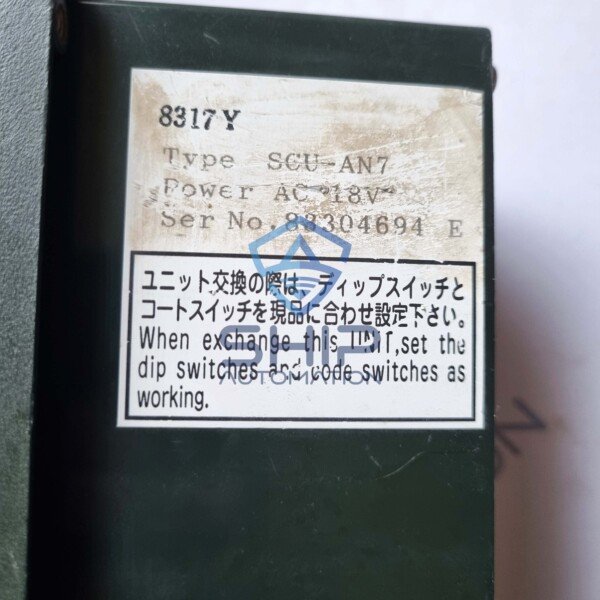 8317Y
Type SCU-AN7
Power AC 18V
Ser No.83304694 E
ユニット交換の際は、ディップスイッチと
コートスイッチを現品に合わせ設定下さい。
When exchange this UNIT,set the
dip switches and code switches as
working.
SHIP
AUTOMATION